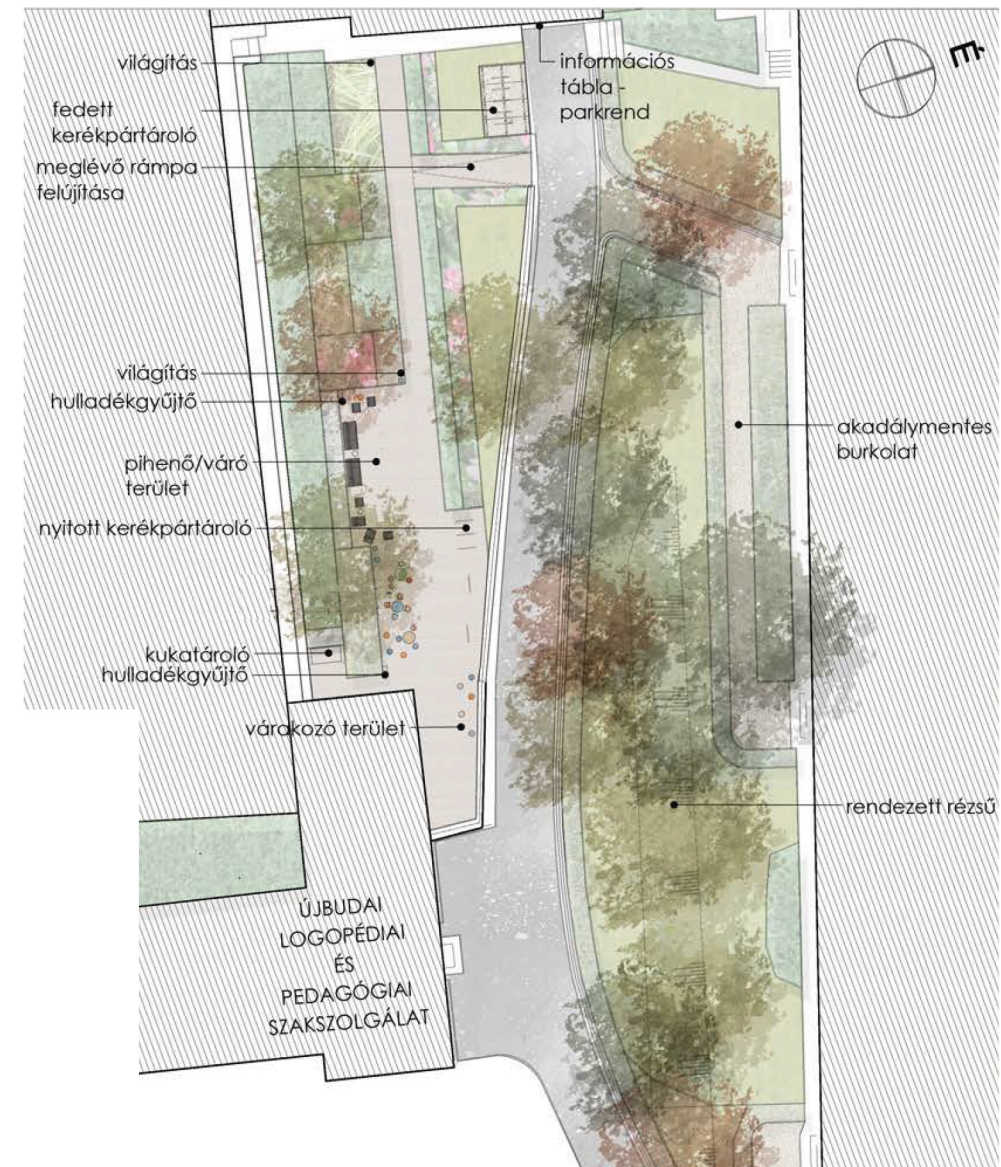 világítás
fedett
kerékpártároló
meglévő rámpa
felújítása
világítás
hulladékgyűjtő
pihenő/váró
terület
nyitott kerékpártároló
kukatároló
hulladékgyűjtő
várakozó terület
ÚJBUDAI
LOGOPÉDIAI
ÉS
PEDAGÓGIAI
SZAKSZOLGÁLAT
információs
tábla -
parkrend
É
akadálymentes
burkolat
rendezett rézsű